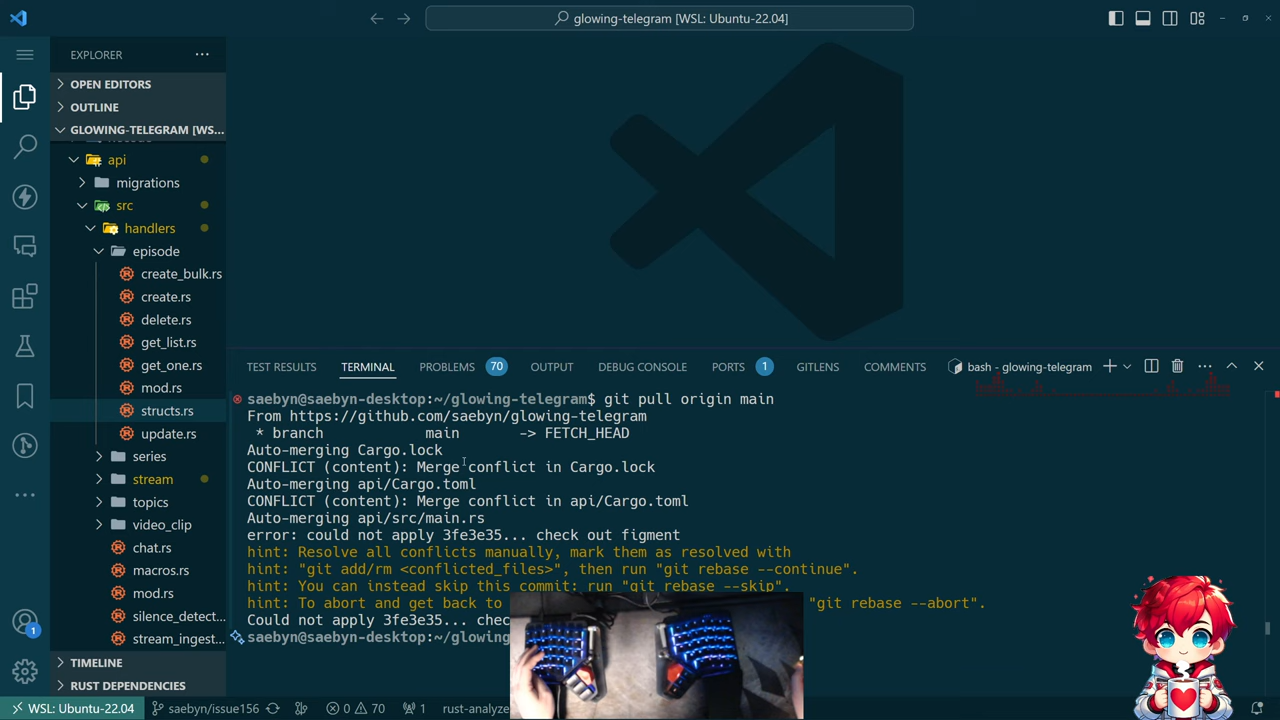 glowing-telegram [WSL: Ubuntu-22.04]
EXPLORER
OPEN EDITORS
OUTLINE
GLOWING-TELEGRAM [WS...
api
migrations
src
handlers
episode
create_bulk.rs
create.rs
delete.rs
get_list.rs
get_one.rs
mod.rs
structs.rs
update.rs
series
stream
topics
video_clip
chat.rs
macros.rs
mod.rs
silence_detect...
stream_ingest...
TIMELINE
RUST DEPENDENCIES
TEST RESULTS
TERMINAL
PROBLEMS 70
OUTPUT
DEBUG CONSOLE
PORTS 1
GITLENS
COMMENTS
bash - glowing-telegram
saebyn@saebyn-desktop:~/glowing-telegram$ git pull origin main
From https://github.com/saebyn/glowing-telegram
* branch main -> FETCH_HEAD
Auto-merging Cargo.lock
CONFLICT (content): Merge conflict in Cargo.lock
Auto-merging api/Cargo.toml
CONFLICT (content): Merge conflict in api/Cargo.toml
Auto-merging api/src/main.rs
error: could not apply 3fe3e35... check out figment
hint: Resolve all conflicts manually, mark them as resolved with
hint: "git add/rm <conflicted_files>", then run "git rebase --continue".
hint: You can instead skip this commit: run "git rebase --skip".
hint: To abort and get back to "git rebase --abort".
Could not apply 3fe3e35... chec
saebyn@saebyn-desktop:~/glowing
1
WSL: Ubuntu-22.04
saebyn/issue156
0
70
1
rust-analyze